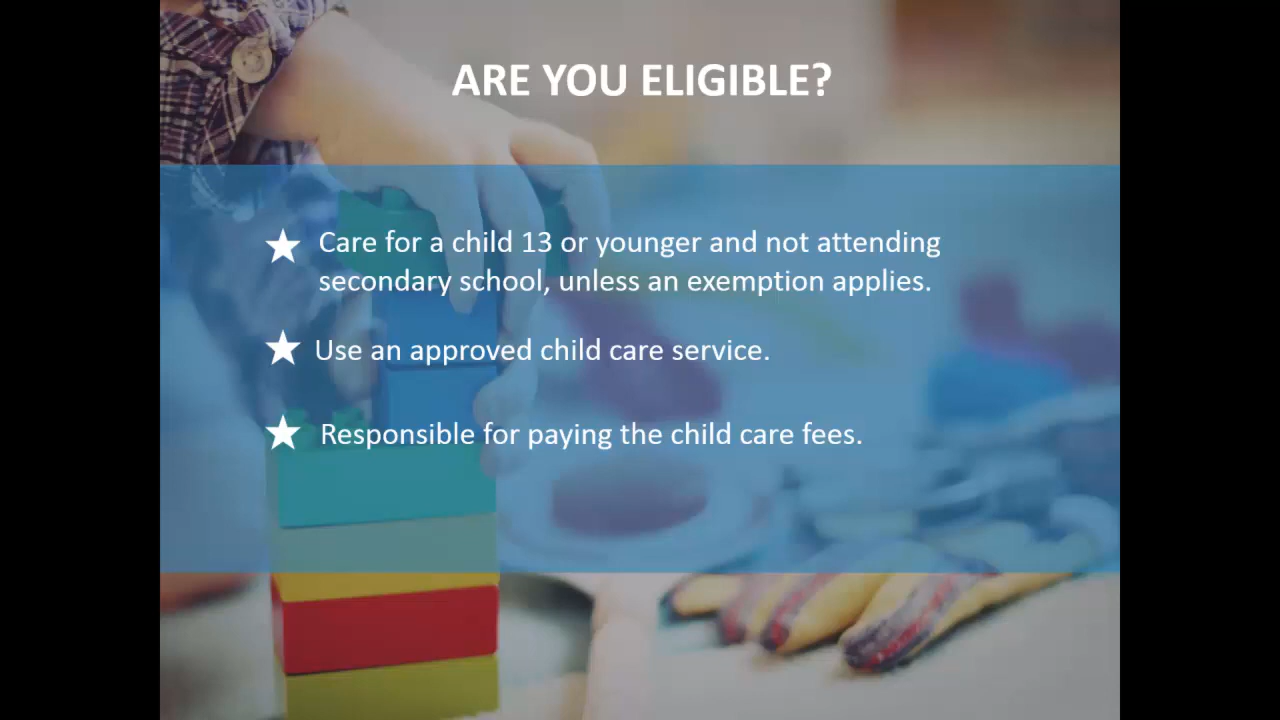 ARE YOU ELIGIBLE?
Care for a child 13 or younger and not attending
secondary school, unless an exemption applies.
Use an approved child care service.
Responsible for paying the child care fees.